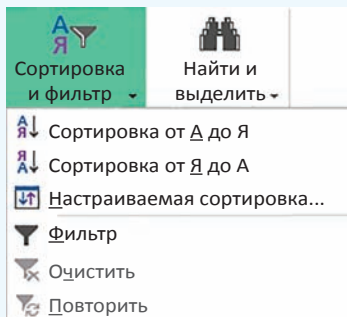 Сортировка
и фильтр
Найти и
выделить
Сортировка от А до Я
Сортировка от Я до А
Настраиваемая сортировка...
Фильтр
Очистить
Повторить